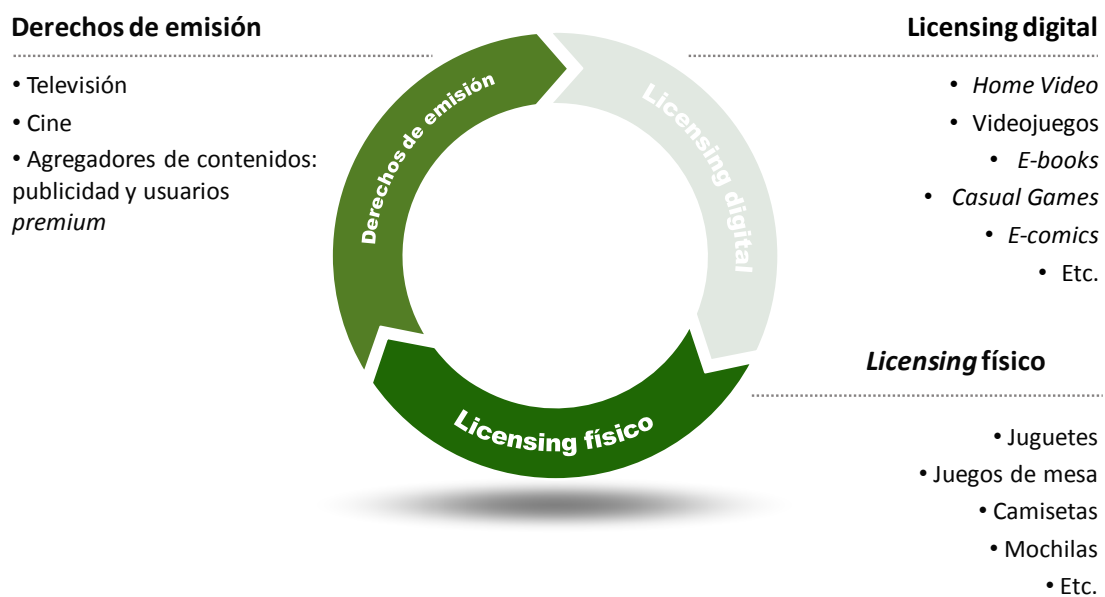 Derechos de emisión
• Televisión
• Cine
• Agregadores de contenidos:
publicidad y usuarios
premium
Derechos de emisión
Licensing digital
Licensing físico
Licensing digital
• Home Video
• Videojuegos
• E-books
• Casual Games
• E-comics
• Etc.
Licensing físico
• Juguetes
• Juegos de mesa
• Camisetas
• Mochilas
• Etc.